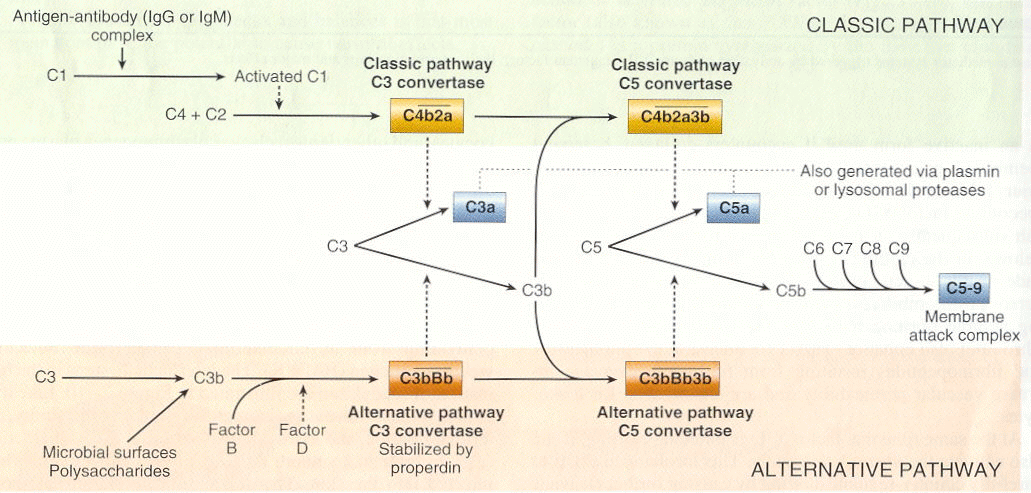 Antigen-antibody (IgG or IgM)
complex
CLASSIC PATHWAY
C1
Activated C1
Classic pathway
C3 convertase
Classic pathway
C5 convertase
C4 + C2
C4b2a
C4b2a3b
Also generated via plasmin
or lysosomal proteases
C3a
C5a
C3
C5
C6 C7 C8 C9
C3b
C5b
C5-9
Membrane
attack complex
C3
C3b
C3bBb
C3bBb3b
Factor
B
Factor
D
Alternative pathway
C3 convertase
Stabilized by
properdin
Alternative pathway
C5 convertase
Microbial surfaces
Polysaccharides
ALTERNATIVE PATHWAY